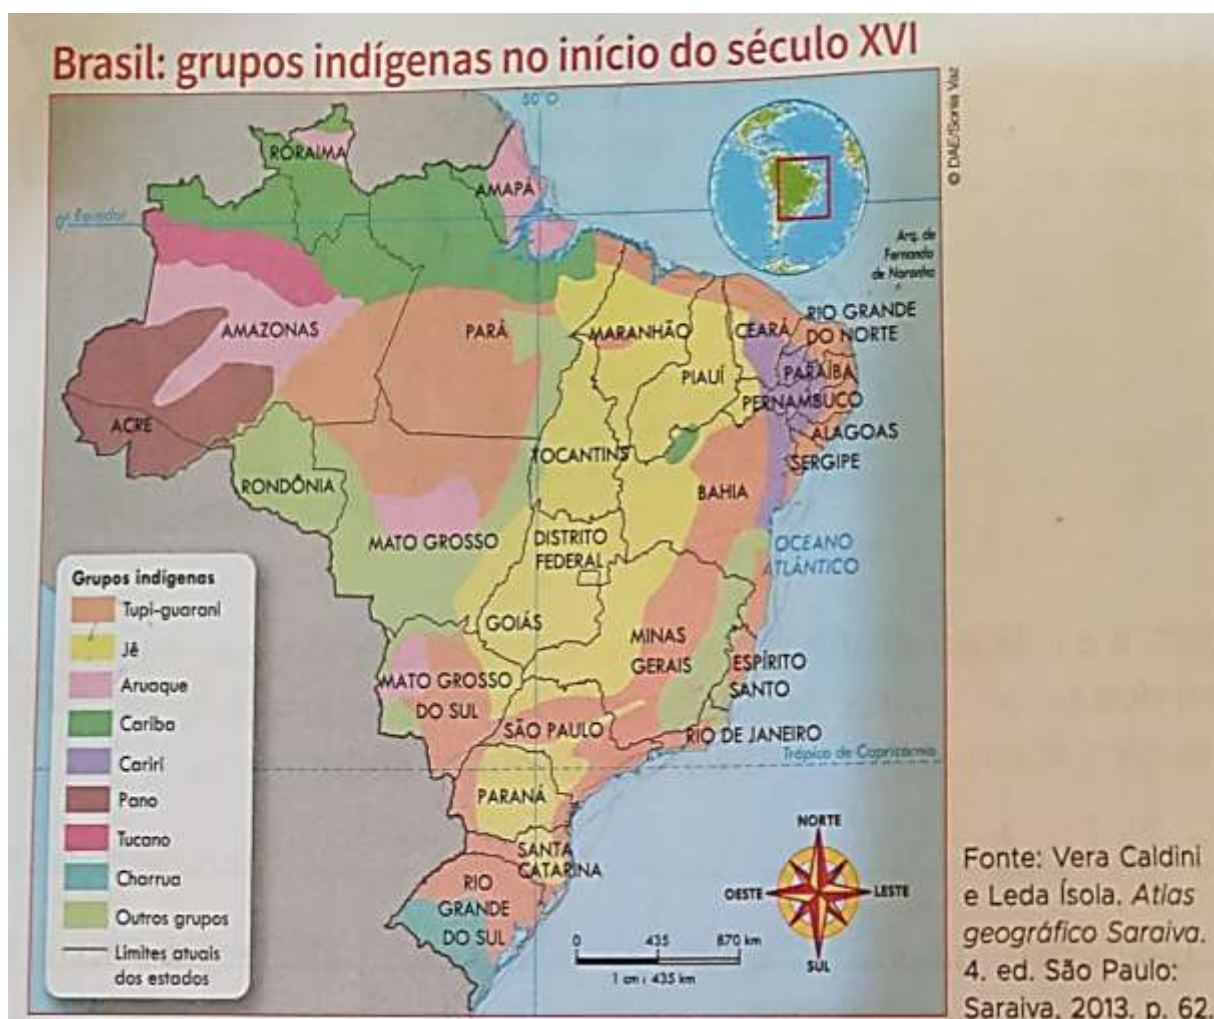 Brasil: grupos indígenas no início do século XVI
50° O
© DAE/Sonia Vaz
RORAIMA
AMAPÁ
0° Equador
Arq. de
Fernando
de Noronha
AMAZONAS
PARÁ
MARANHÃO
CEARÁ
RIO GRANDE
DO NORTE
PIAUÍ
PARAÍBA
PERNAMBUCO
ACRE
ALAGOAS
TOCANTINS
SERGIPE
RONDÔNIA
BAHIA
MATO GROSSO
DISTRITO
FEDERAL
OCEANO
ATLÂNTICO
GOIÁS
MINAS
GERAIS
ESPÍRITO
SANTO
MATO GROSSO
DO SUL
SÃO PAULO
RIO DE JANEIRO
Trópico de Capricórnio
PARANÁ
SANTA
CATARINA
RIO
GRANDE
DO SUL
Grupos indígenas
Tupi-guarani
Jê
Aruaque
Cariba
Carirí
Pano
Tucano
Charrua
Outros grupos
Limites atuais
dos estados
NORTE
OESTE
LESTE
SUL
0 435 870 km
1 cm : 435 km
Fonte: Vera Caldini
e Leda Ísola. Atlas
geográfico Saraiva.
4. ed. São Paulo:
Saraiva, 2013. p. 62.